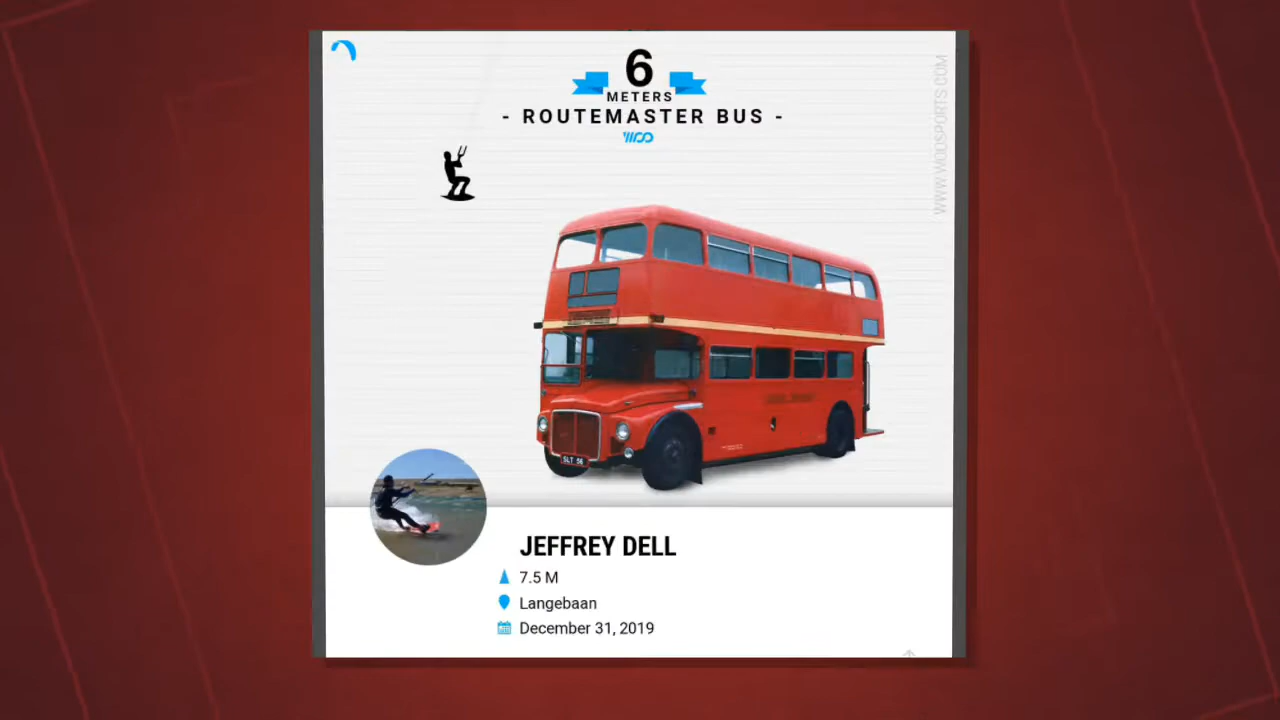 6
METERS
- ROUTEMASTER BUS -
WOO
WWW.WOOSPORTS.COM
SLT 56
JEFFREY DELL
7.5 M
Langebaan
December 31, 2019